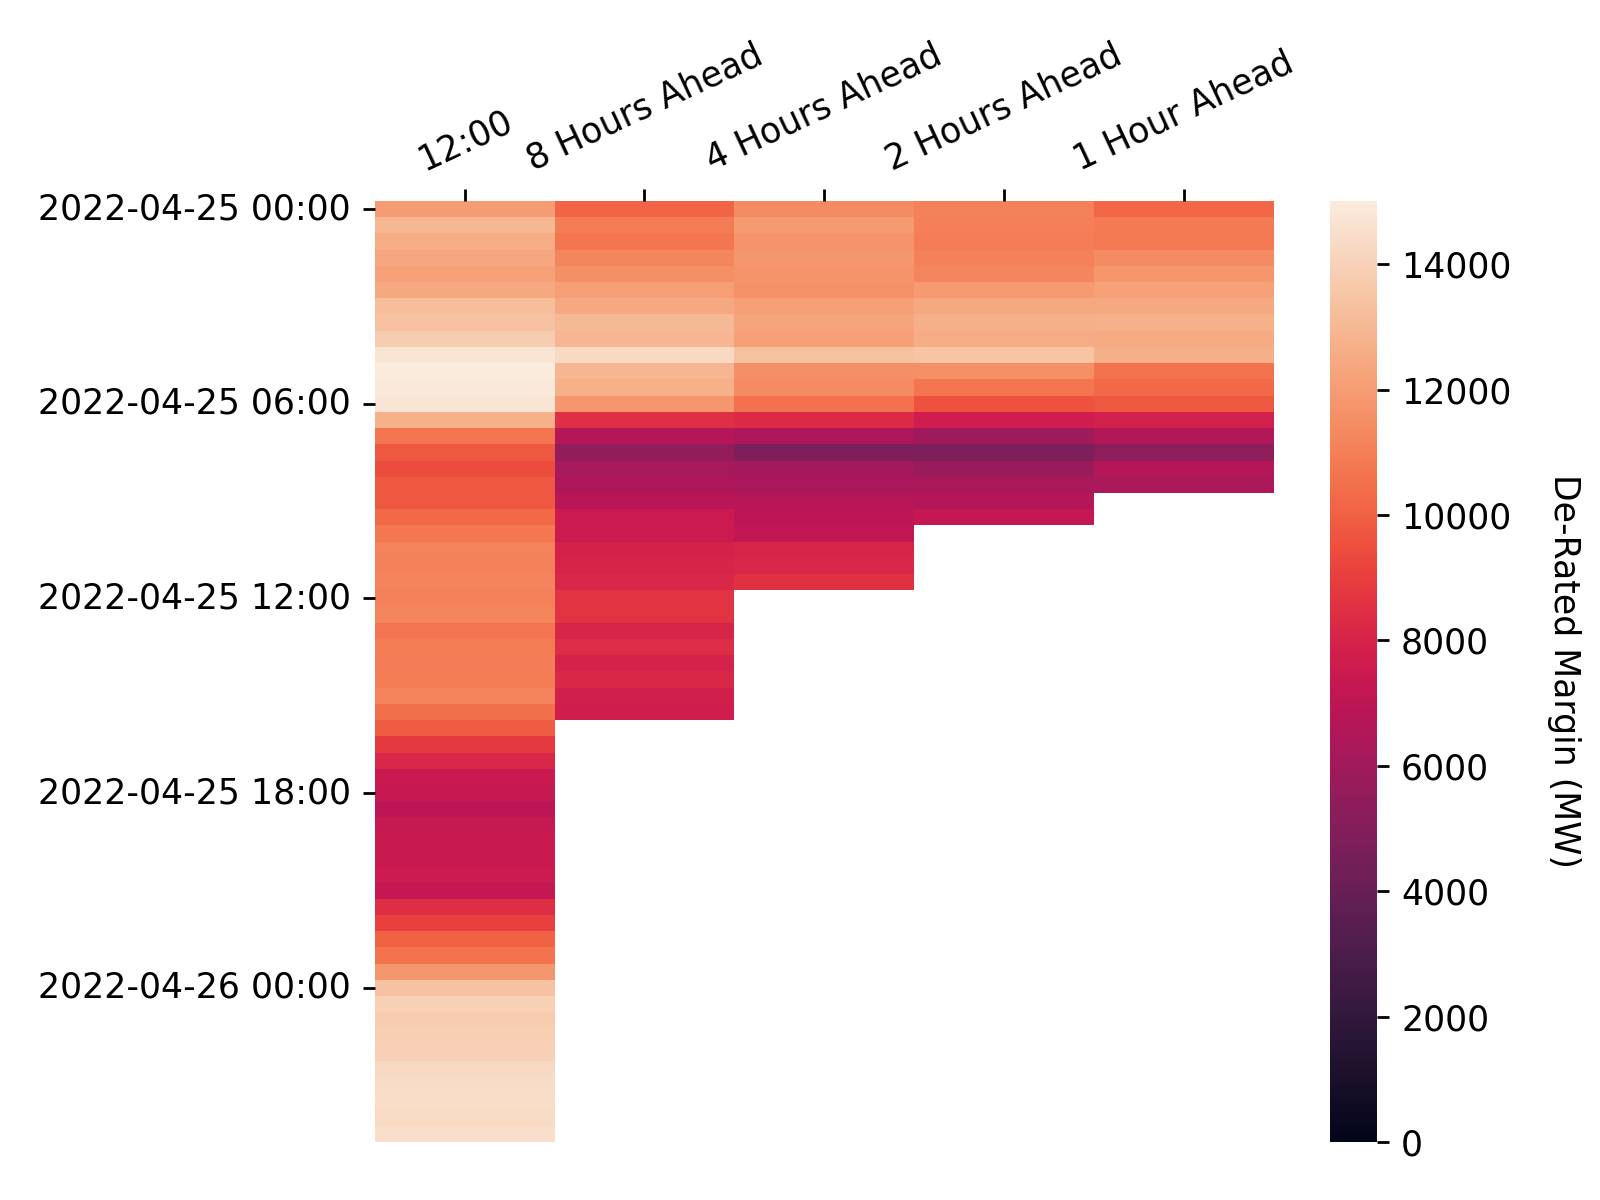 12:00
8 Hours Ahead
4 Hours Ahead
2 Hours Ahead
1 Hour Ahead
2022-04-25 00:00
2022-04-25 06:00
2022-04-25 12:00
2022-04-25 18:00
2022-04-26 00:00
14000
12000
10000
8000
6000
4000
2000
0
De-Rated Margin (MW)